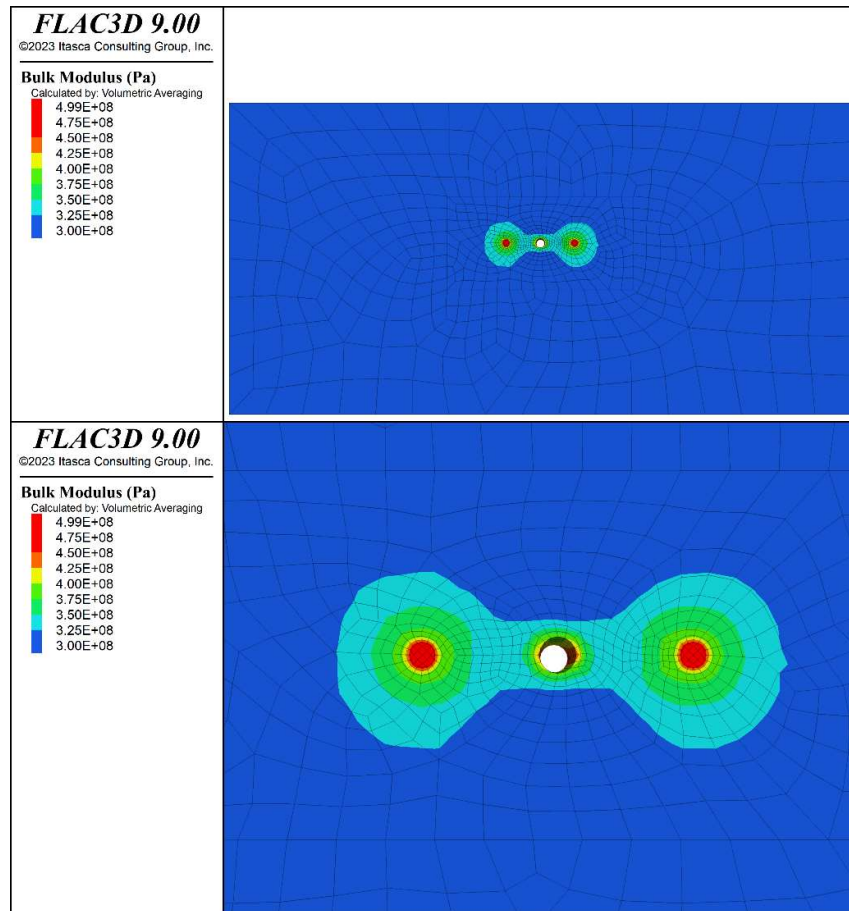 FLAC3D 9.00
©2023 Itasca Consulting Group, Inc.
Bulk Modulus (Pa)
Calculated by: Volumetric Averaging
4.99E+08
4.75E+08
4.50E+08
4.25E+08
4.00E+08
3.75E+08
3.50E+08
3.25E+08
3.00E+08
FLAC3D 9.00
©2023 Itasca Consulting Group, Inc.
Bulk Modulus (Pa)
Calculated by: Volumetric Averaging
4.99E+08
4.75E+08
4.50E+08
4.25E+08
4.00E+08
3.75E+08
3.50E+08
3.25E+08
3.00E+08